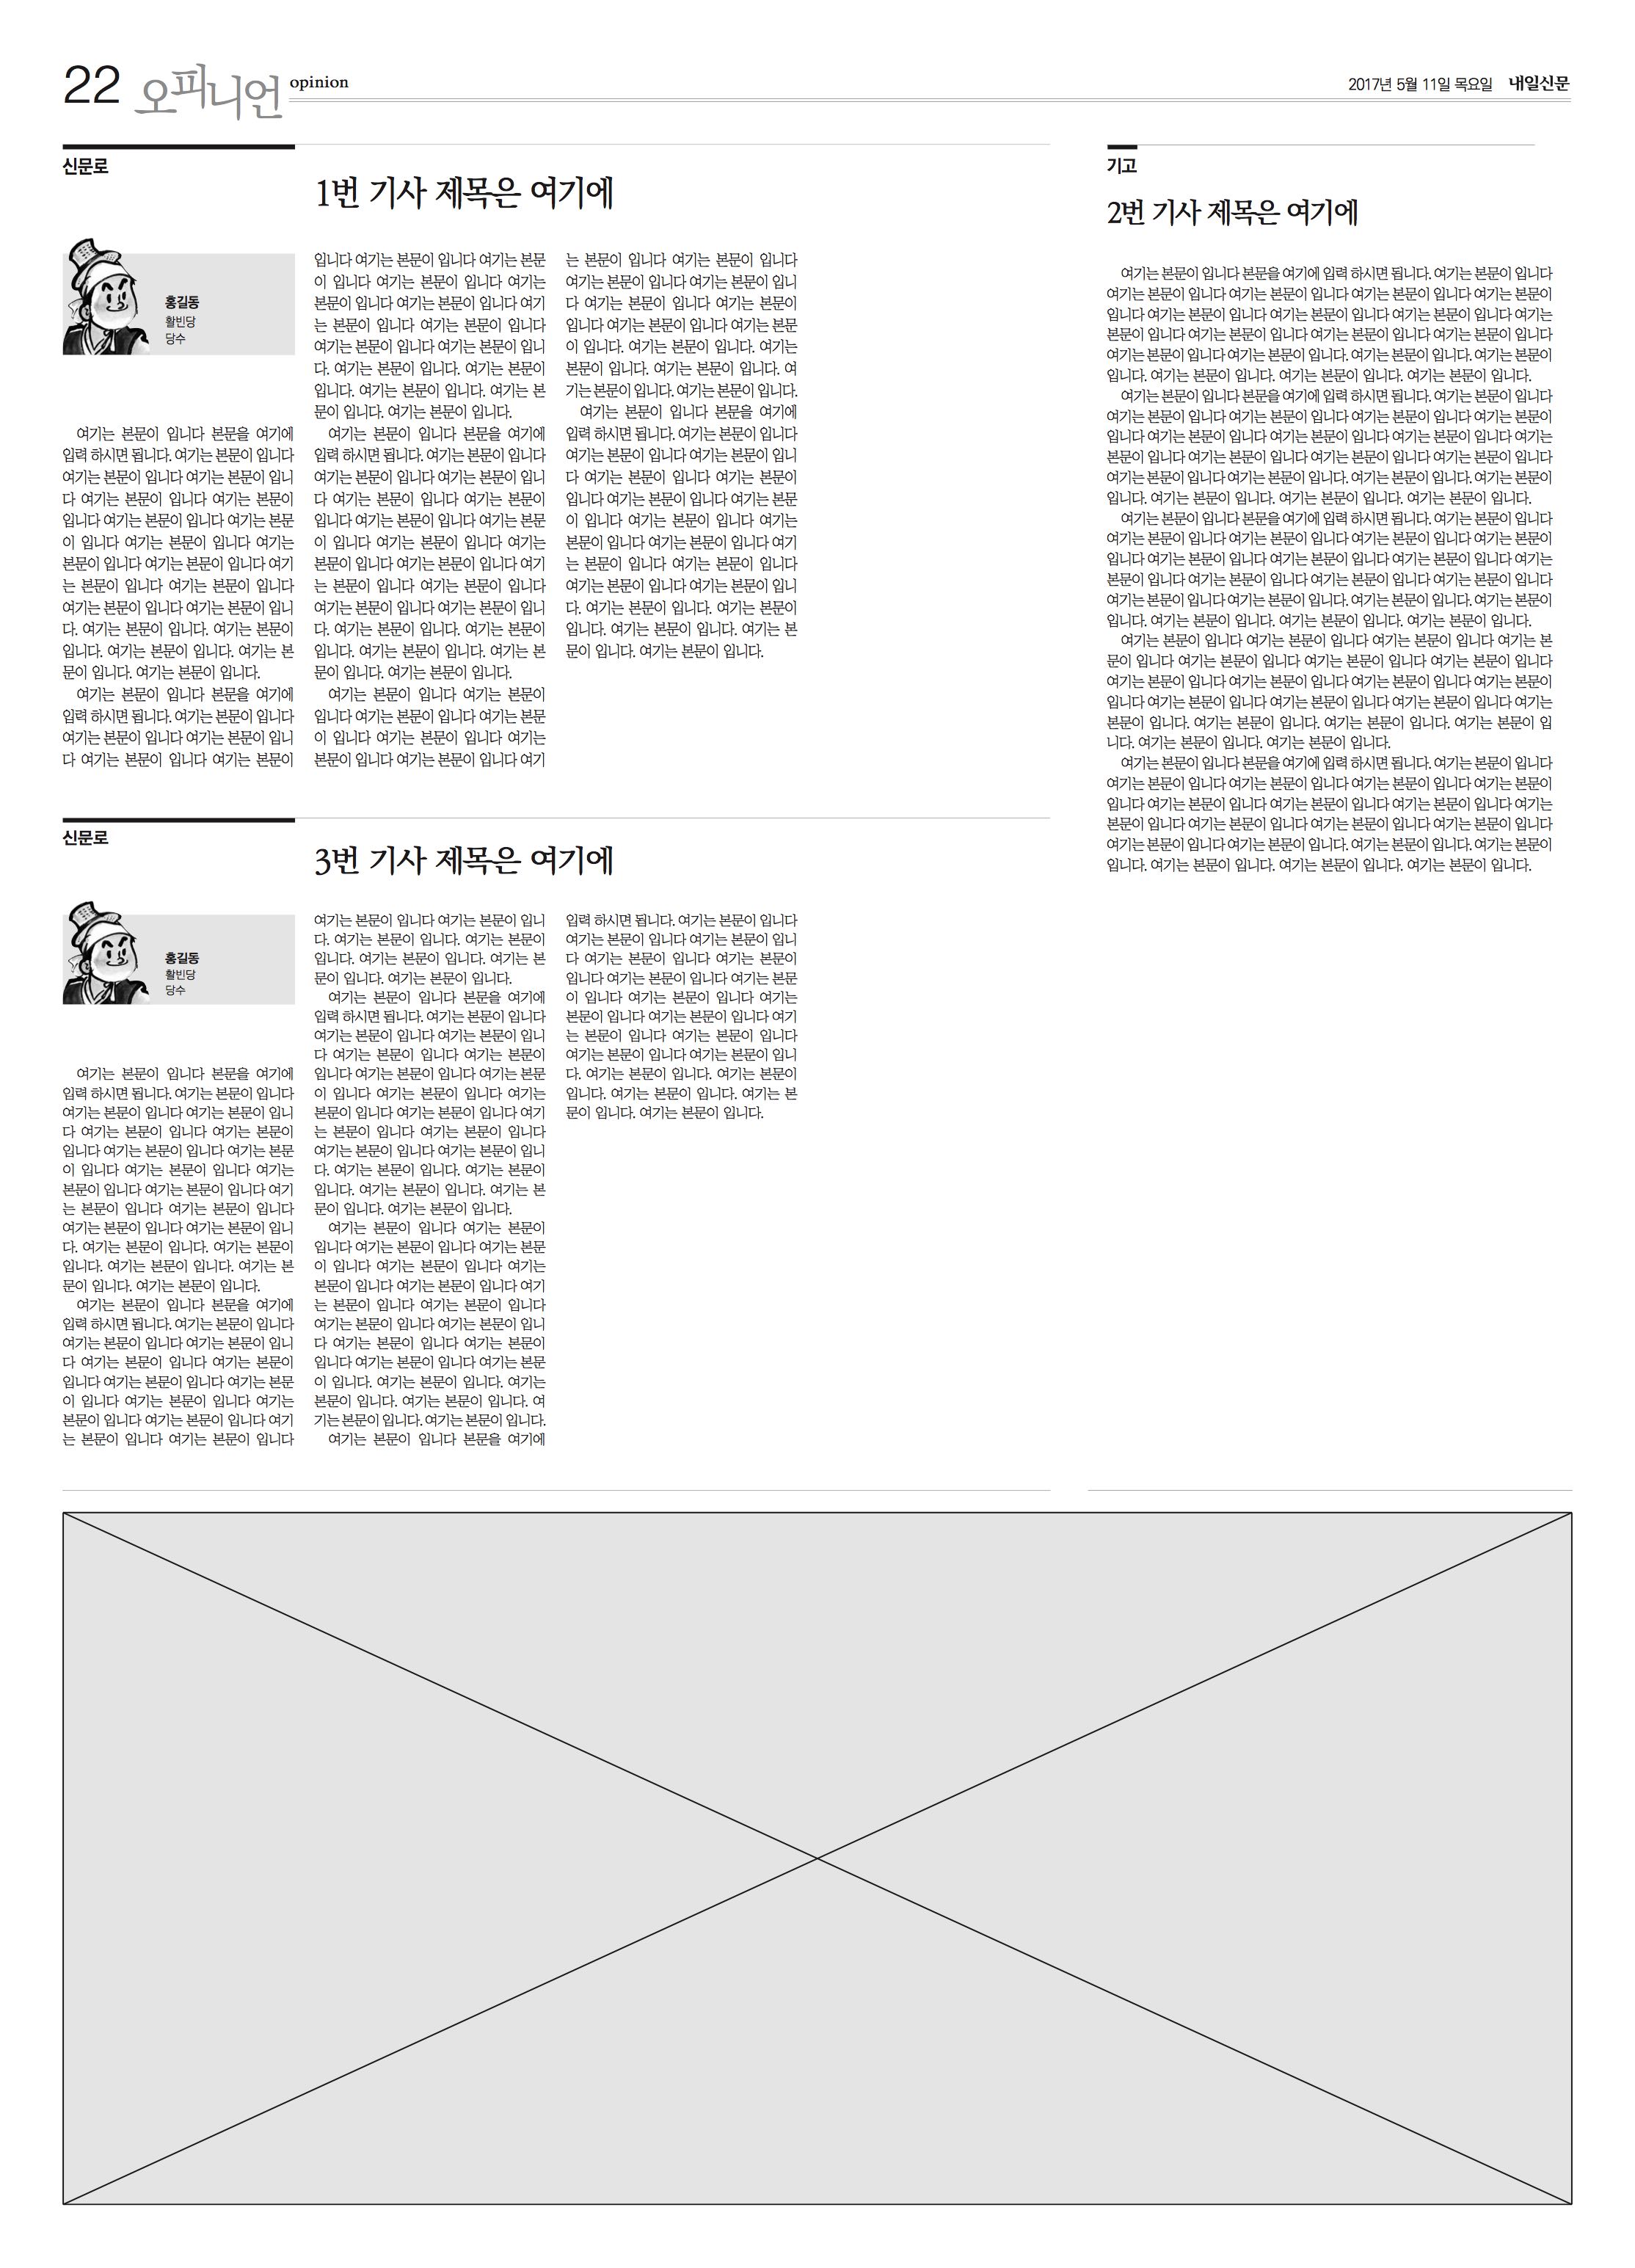 22 오피니언 opinion
2017년 5월 11일 목요일 내일신문
신문로
1번 기사 제목은 여기에
홍길동
활빈당
당수
여기는 본문이 입니다 본문을 여기에
입력 하시면 됩니다. 여기는 본문이 입니다
여기는 본문이 입니다 여기는 본문이 입니
다 여기는 본문이 입니다 여기는 본문이
입니다 여기는 본문이 입니다 여기는 본문
이 입니다 여기는 본문이 입니다 여기는
본문이 입니다 여기는 본문이 입니다 여기
는 본문이 입니다 여기는 본문이 입니다
여기는 본문이 입니다 여기는 본문이 입니
다. 여기는 본문이 입니다. 여기는 본문이
입니다. 여기는 본문이 입니다. 여기는 본
문이 입니다. 여기는 본문이 입니다.
여기는 본문이 입니다 본문을 여기에
입력 하시면 됩니다. 여기는 본문이 입니다
여기는 본문이 입니다 여기는 본문이 입니
다 여기는 본문이 입니다 여기는 본문이
입니다 여기는 본문이 입니다 여기는 본문
이 입니다 여기는 본문이 입니다 여기는
본문이 입니다 여기는 본문이 입니다 여기
는 본문이 입니다 여기는 본문이 입니다
여기는 본문이 입니다 여기는 본문이 입니
다. 여기는 본문이 입니다. 여기는 본문이
입니다. 여기는 본문이 입니다. 여기는 본
문이 입니다. 여기는 본문이 입니다.
여기는 본문이 입니다 본문을 여기에
입력 하시면 됩니다. 여기는 본문이 입니다
여기는 본문이 입니다 여기는 본문이 입니
다 여기는 본문이 입니다 여기는 본문이
입니다 여기는 본문이 입니다 여기는 본문
이 입니다 여기는 본문이 입니다 여기는
본문이 입니다 여기는 본문이 입니다 여기
는 본문이 입니다 여기는 본문이 입니다
여기는 본문이 입니다 여기는 본문이 입니
다. 여기는 본문이 입니다. 여기는 본문이
입니다. 여기는 본문이 입니다. 여기는 본
문이 입니다. 여기는 본문이 입니다.
여기는 본문이 입니다 여기는 본문이
입니다 여기는 본문이 입니다 여기는 본문
이 입니다 여기는 본문이 입니다 여기는
본문이 입니다 여기는 본문이 입니다 여기
는 본문이 입니다 여기는 본문이 입니다
여기는 본문이 입니다 여기는 본문이 입니
다 여기는 본문이 입니다 여기는 본문이
입니다 여기는 본문이 입니다 여기는 본문
이 입니다. 여기는 본문이 입니다. 여기는
본문이 입니다. 여기는 본문이 입니다. 여
기는 본문이 입니다. 여기는 본문이 입니다.
여기는 본문이 입니다 본문을 여기에
입력 하시면 됩니다. 여기는 본문이 입니다
여기는 본문이 입니다 여기는 본문이 입니
다 여기는 본문이 입니다 여기는 본문이
입니다 여기는 본문이 입니다 여기는 본문
이 입니다 여기는 본문이 입니다 여기는
본문이 입니다 여기는 본문이 입니다 여기
는 본문이 입니다 여기는 본문이 입니다
여기는 본문이 입니다 여기는 본문이 입니
다. 여기는 본문이 입니다. 여기는 본문이
입니다. 여기는 본문이 입니다. 여기는 본
문이 입니다. 여기는 본문이 입니다.
기고
2번 기사 제목은 여기에
여기는 본문이 입니다 본문을 여기에 입력 하시면 됩니다. 여기는 본문이 입니다
여기는 본문이 입니다 여기는 본문이 입니다 여기는 본문이 입니다 여기는 본문이
입니다 여기는 본문이 입니다 여기는 본문이 입니다 여기는 본문이 입니다 여기는
본문이 입니다 여기는 본문이 입니다 여기는 본문이 입니다 여기는 본문이 입니다
여기는 본문이 입니다 여기는 본문이 입니다. 여기는 본문이 입니다. 여기는 본문이
입니다. 여기는 본문이 입니다. 여기는 본문이 입니다. 여기는 본문이 입니다.
여기는 본문이 입니다 본문을 여기에 입력 하시면 됩니다. 여기는 본문이 입니다
여기는 본문이 입니다 여기는 본문이 입니다 여기는 본문이 입니다 여기는 본문이
입니다 여기는 본문이 입니다 여기는 본문이 입니다 여기는 본문이 입니다 여기는
본문이 입니다 여기는 본문이 입니다 여기는 본문이 입니다 여기는 본문이 입니다
여기는 본문이 입니다 여기는 본문이 입니다. 여기는 본문이 입니다. 여기는 본문이
입니다. 여기는 본문이 입니다. 여기는 본문이 입니다. 여기는 본문이 입니다.
여기는 본문이 입니다 본문을 여기에 입력 하시면 됩니다. 여기는 본문이 입니다
여기는 본문이 입니다 여기는 본문이 입니다 여기는 본문이 입니다 여기는 본문이
입니다 여기는 본문이 입니다 여기는 본문이 입니다 여기는 본문이 입니다 여기는
본문이 입니다 여기는 본문이 입니다 여기는 본문이 입니다 여기는 본문이 입니다
여기는 본문이 입니다 여기는 본문이 입니다. 여기는 본문이 입니다. 여기는 본문이
입니다. 여기는 본문이 입니다. 여기는 본문이 입니다. 여기는 본문이 입니다.
여기는 본문이 입니다 여기는 본문이 입니다 여기는 본문이 입니다 여기는 본
문이 입니다 여기는 본문이 입니다 여기는 본문이 입니다 여기는 본문이 입니다
여기는 본문이 입니다 여기는 본문이 입니다 여기는 본문이 입니다 여기는 본문이
입니다 여기는 본문이 입니다 여기는 본문이 입니다 여기는 본문이 입니다 여기는
본문이 입니다. 여기는 본문이 입니다. 여기는 본문이 입니다. 여기는 본문이 입
니다. 여기는 본문이 입니다. 여기는 본문이 입니다.
여기는 본문이 입니다 본문을 여기에 입력 하시면 됩니다. 여기는 본문이 입니다
여기는 본문이 입니다 여기는 본문이 입니다 여기는 본문이 입니다 여기는 본문이
입니다 여기는 본문이 입니다 여기는 본문이 입니다 여기는 본문이 입니다 여기는
본문이 입니다 여기는 본문이 입니다 여기는 본문이 입니다 여기는 본문이 입니다
여기는 본문이 입니다 여기는 본문이 입니다. 여기는 본문이 입니다. 여기는 본문이
입니다. 여기는 본문이 입니다. 여기는 본문이 입니다. 여기는 본문이 입니다.
신문로
3번 기사 제목은 여기에
홍길동
활빈당
당수
여기는 본문이 입니다 본문을 여기에
입력 하시면 됩니다. 여기는 본문이 입니다
여기는 본문이 입니다 여기는 본문이 입니
다 여기는 본문이 입니다 여기는 본문이
입니다 여기는 본문이 입니다 여기는 본문
이 입니다 여기는 본문이 입니다 여기는
본문이 입니다 여기는 본문이 입니다 여기
는 본문이 입니다 여기는 본문이 입니다
여기는 본문이 입니다 여기는 본문이 입니
다. 여기는 본문이 입니다. 여기는 본문이
입니다. 여기는 본문이 입니다. 여기는 본
문이 입니다. 여기는 본문이 입니다.
여기는 본문이 입니다 본문을 여기에
입력 하시면 됩니다. 여기는 본문이 입니다
여기는 본문이 입니다 여기는 본문이 입니
다 여기는 본문이 입니다 여기는 본문이
입니다 여기는 본문이 입니다 여기는 본문
이 입니다 여기는 본문이 입니다 여기는
본문이 입니다 여기는 본문이 입니다 여기
는 본문이 입니다 여기는 본문이 입니다
여기는 본문이 입니다 여기는 본문이 입니
다. 여기는 본문이 입니다. 여기는 본문이
입니다. 여기는 본문이 입니다. 여기는 본
문이 입니다. 여기는 본문이 입니다.
여기는 본문이 입니다 본문을 여기에
입력 하시면 됩니다. 여기는 본문이 입니다
여기는 본문이 입니다 여기는 본문이 입니
다 여기는 본문이 입니다 여기는 본문이
입니다 여기는 본문이 입니다 여기는 본문
이 입니다 여기는 본문이 입니다 여기는
본문이 입니다 여기는 본문이 입니다 여기
는 본문이 입니다 여기는 본문이 입니다
여기는 본문이 입니다 여기는 본문이 입니
다. 여기는 본문이 입니다. 여기는 본문이
입니다. 여기는 본문이 입니다. 여기는 본
문이 입니다. 여기는 본문이 입니다.
여기는 본문이 입니다 여기는 본문이
입니다 여기는 본문이 입니다 여기는 본문
이 입니다 여기는 본문이 입니다 여기는
본문이 입니다 여기는 본문이 입니다 여기
는 본문이 입니다 여기는 본문이 입니다
여기는 본문이 입니다 여기는 본문이 입니
다 여기는 본문이 입니다 여기는 본문이
입니다 여기는 본문이 입니다 여기는 본문
이 입니다. 여기는 본문이 입니다. 여기는
본문이 입니다. 여기는 본문이 입니다. 여
기는 본문이 입니다. 여기는 본문이 입니다.
여기는 본문이 입니다 본문을 여기에
입력 하시면 됩니다. 여기는 본문이 입니다
여기는 본문이 입니다 여기는 본문이 입니
다 여기는 본문이 입니다 여기는 본문이
입니다 여기는 본문이 입니다 여기는 본문
이 입니다 여기는 본문이 입니다 여기는
본문이 입니다 여기는 본문이 입니다 여기
는 본문이 입니다 여기는 본문이 입니다
여기는 본문이 입니다 여기는 본문이 입니
다. 여기는 본문이 입니다. 여기는 본문이
입니다. 여기는 본문이 입니다. 여기는 본
문이 입니다. 여기는 본문이 입니다.